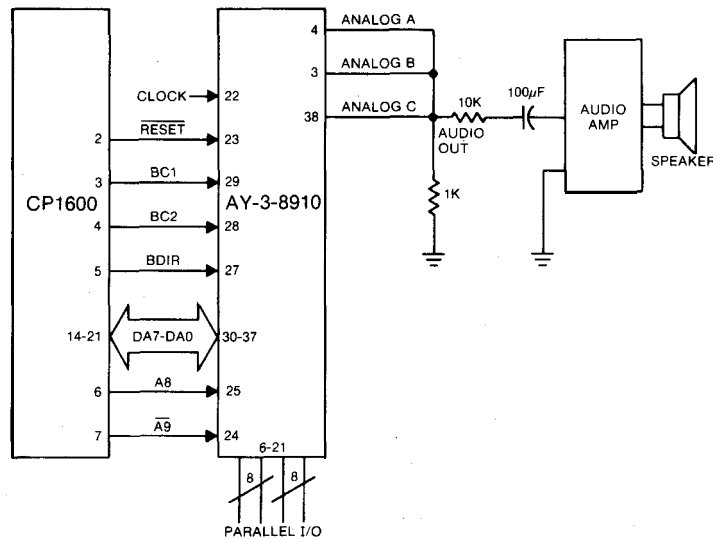 4 ANALOG A
3 ANALOG B
38 ANALOG C
CLOCK 22
2 RESET 23
3 BC1 29
CP1600
AY-3-8910
4 BC2 28
5 BDIR 27
14-21 DA7-DA0 30-37
6 A8 25
7 A9 24
6-21
8 8
PARALLEL I/O
10K
100μF
AUDIO
OUT
1K
AUDIO
AMP
SPEAKER